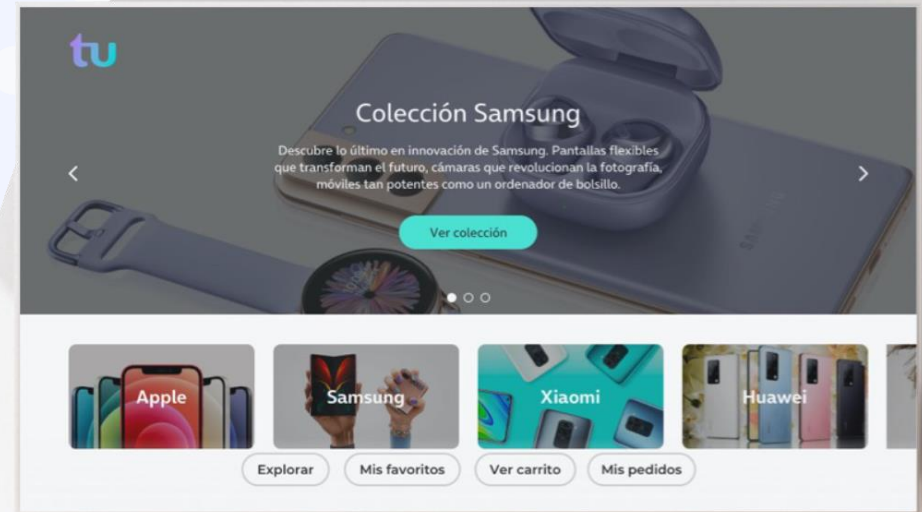 tu
Colección Samsung
Descubre lo último en innovación de Samsung. Pantallas flexibles
que transforman el futuro, cámaras que revolucionan la fotografía,
móviles tan potentes como un ordenador de bolsillo.
Ver colección
SAMSUNG
Apple
Samsung
Xiaomi
Huawei
Explorar
Mis favoritos
Ver carrito
Mis pedidos